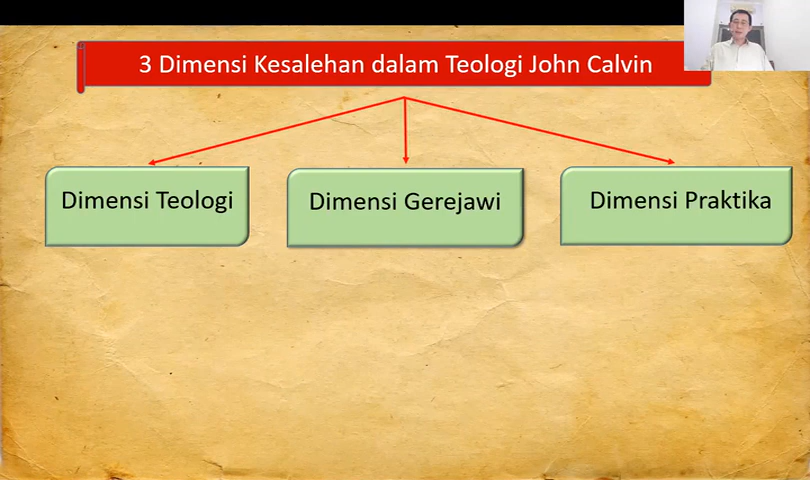 3 Dimensi Kesalehan dalam Teologi John Calvin
Dimensi Teologi
Dimensi Gerejawi
Dimensi Praktika